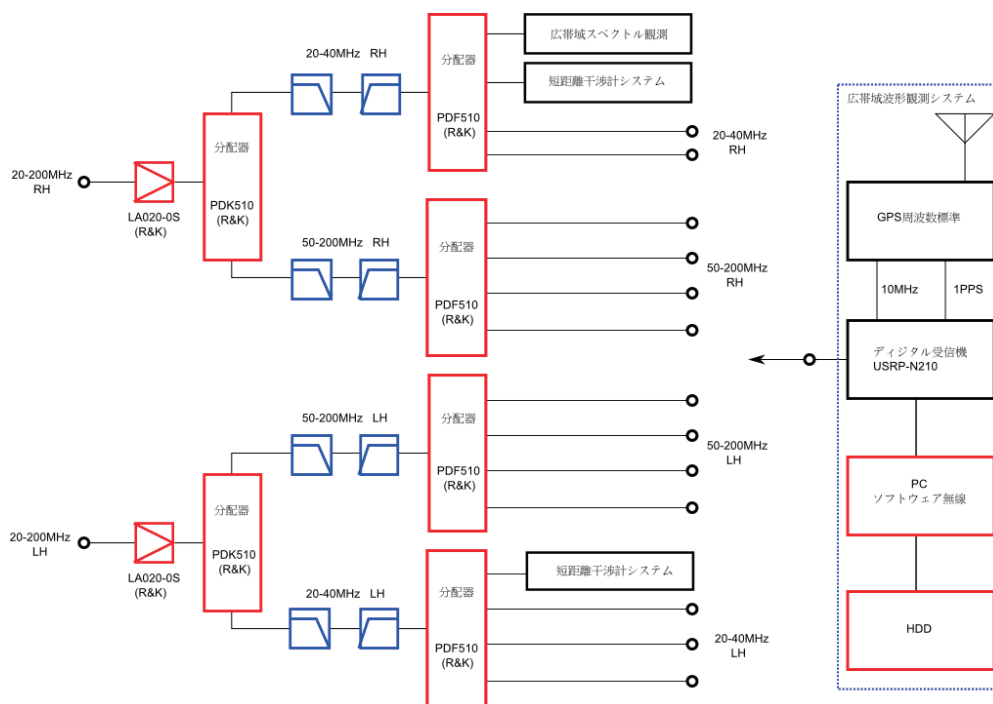 20-40MHz RH
分配器
PDF510
(R&K)
広帯域スペクトル観測
短距離干渉計システム
20-40MHz
RH
20-200MHz
RH
LA020-0S
(R&K)
分配器
PDK510
(R&K)
50-200MHz RH
分配器
PDF510
(R&K)
50-200MHz
RH
50-200MHz LH
分配器
PDF510
(R&K)
50-200MHz
LH
20-200MHz
LH
LA020-0S
(R&K)
分配器
PDK510
(R&K)
20-40MHz LH
分配器
PDF510
(R&K)
短距離干渉計システム
20-40MHz
LH
広帯域波形観測システム
GPS周波数標準
10MHz
1PPS
ディジタル受信機
USRP-N210
PC
ソフトウェア無線
HDD